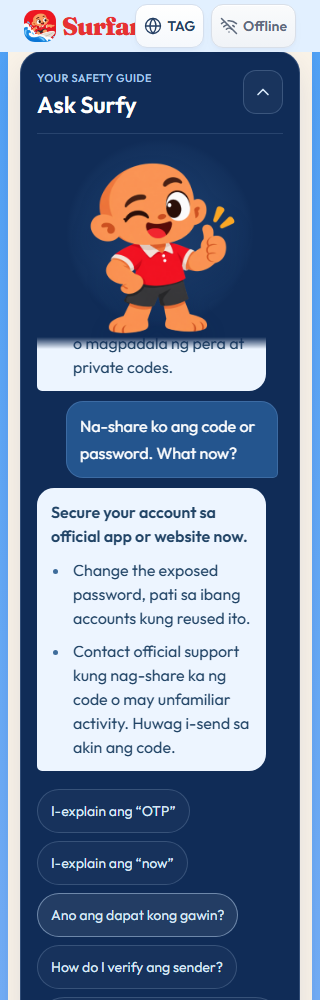 Surfa
TAG
Offline
YOUR SAFETY GUIDE
Ask Surfy
o magpadala ng pera at
private codes.
Na-share ko ang code or
password. What now?
Secure your account sa
official app or website now.
• Change the exposed
password, pati sa ibang
accounts kung reused ito.
• Contact official support
kung nag-share ka ng
code o may unfamiliar
activity. Huwag i-send sa
akin ang code.
I-explain ang “OTP”
I-explain ang “now”
Ano ang dapat kong gawin?
How do I verify the sender?